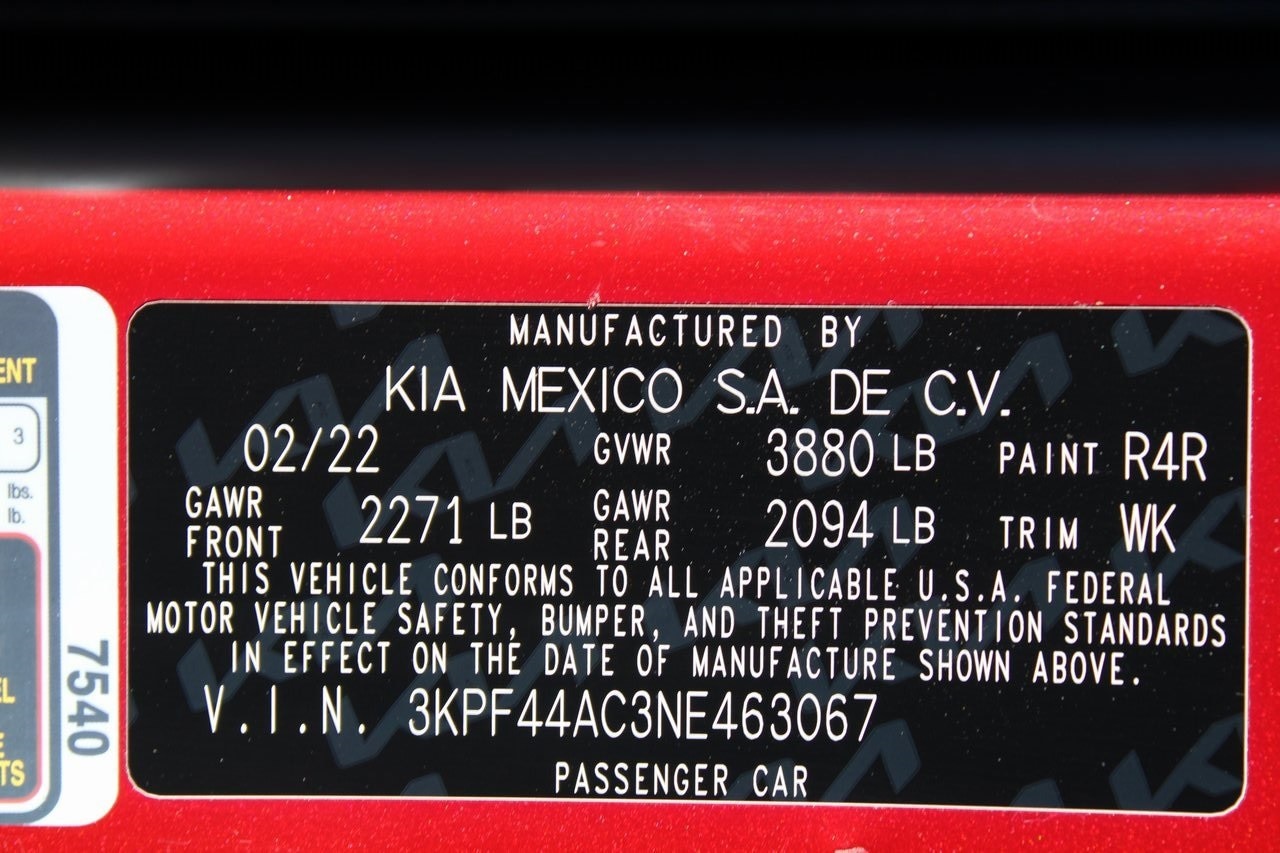 MANUFACTURED BY
KIA MEXICO S.A. DE C.V.
02/22 GVWR 3880 LB PAINT R4R
GAWR FRONT 2271 LB GAWR REAR 2094 LB TRIM WK
THIS VEHICLE CONFORMS TO ALL APPLICABLE U.S.A. FEDERAL
MOTOR VEHICLE SAFETY, BUMPER, AND THEFT PREVENTION STANDARDS
IN EFFECT ON THE DATE OF MANUFACTURE SHOWN ABOVE.
V.I.N. 3KPF44AC3NE463067
PASSENGER CAR
ENT
3
lbs.
lb.
EL
E
TS
7540